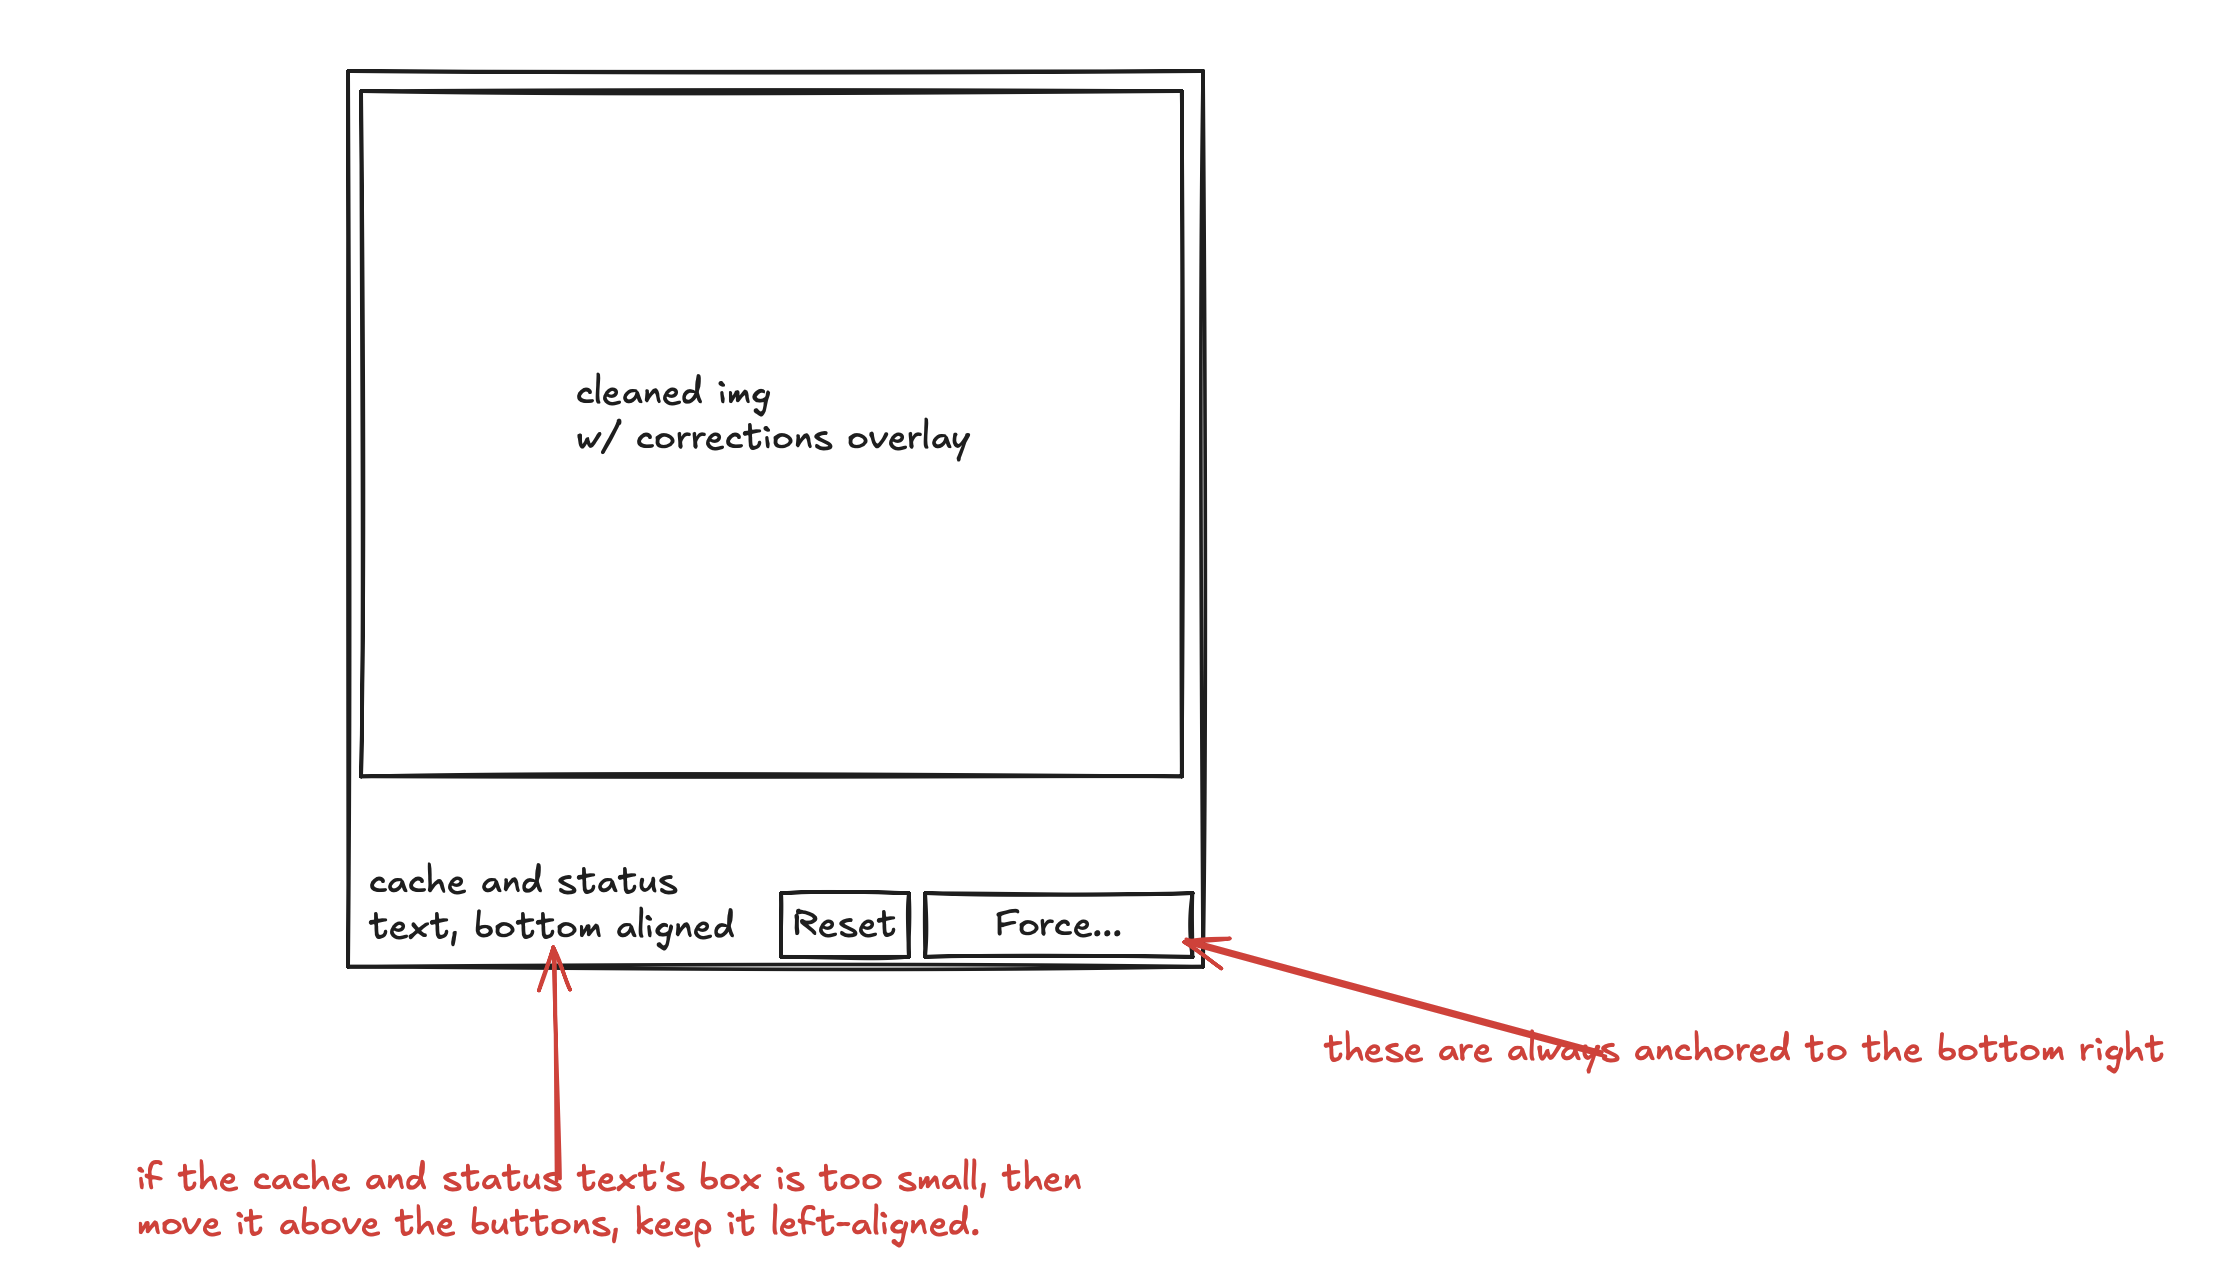 cleaned img
w/ corrections overlay
cache and status
text, bottom aligned
Reset
Force...
these are always anchored to the bottom right
if the cache and status text's box is too small, then
move it above the buttons, keep it left-aligned.